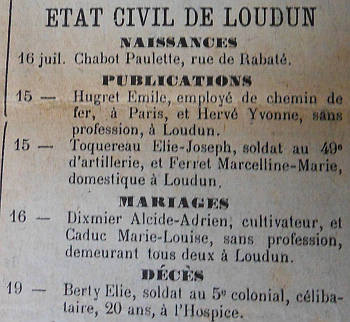 ETAT CIVIL DE LOUDUN
NAISSANCES
16 juil. Chabot Paulette, rue de Rabaté.
PUBLICATIONS
15 — Hugret Emile, employé de chemin de
fer, à Paris, et Hervé Yvonne, sans
profession, à Loudun.
15 — Toquereau Elie-Joseph, soldat au 49e
d'artillerie, et Ferret Marcelline-Marie,
domestique à Loudun.
MARIAGES
16 — Dixmier Alcide-Adrien, cultivateur, et
Caduc Marie-Louise, sans profession,
demeurant tous deux à Loudun.
DÉCÈS
19 — Berty Elie, soldat au 5e colonial, céliba-
taire, 20 ans, à l'Hospice.